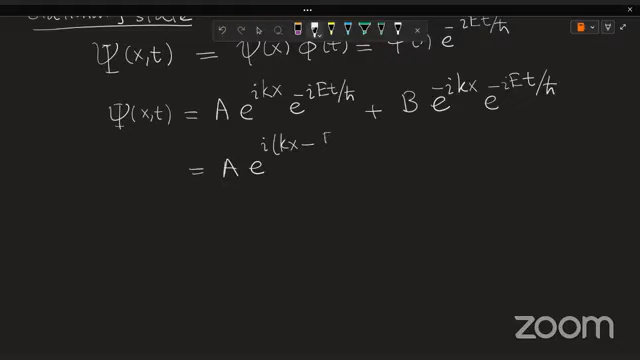 Ψ(x,t) = ψ(x) φ(t) = ψ( ) e^{-iEt/ħ}
Ψ(x,t) = A e^{ikx} e^{-iEt/ħ} + B e^{-ikx} e^{-iEt/ħ}
= A e^{i(kx -
zoom